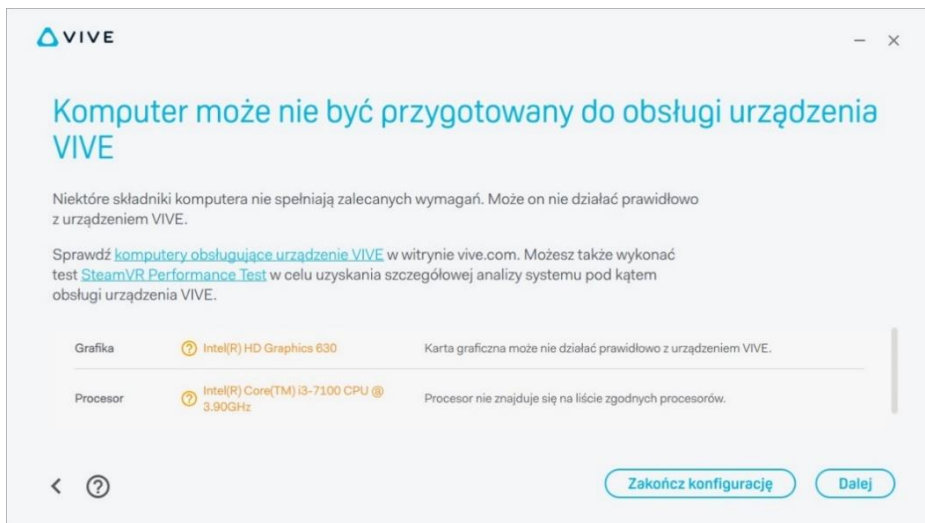 VIVE
Komputer może nie być przygotowany do obsługi urządzenia
VIVE
Niektóre składniki komputera nie spełniają zalecanych wymagań. Może on nie działać prawidłowo
z urządzeniem VIVE.
Sprawdź komputery obsługujące urządzenie VIVE w witrynie vive.com. Możesz także wykonać
test SteamVR Performance Test w celu uzyskania szczegółowej analizy systemu pod kątem
obsługi urządzenia VIVE.
Grafika Intel(R) HD Graphics 630 Karta graficzna może nie działać prawidłowo z urządzeniem VIVE.
Procesor Intel(R) Core(TM) i3-7100 CPU @
3.90GHz Procesor nie znajduje się na liście zgodnych procesorów.
Zakończ konfigurację Dalej